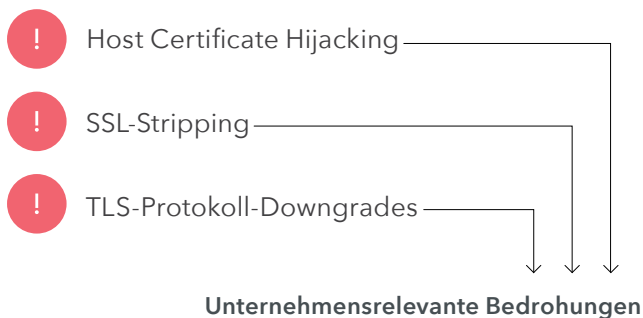 ! Host Certificate Hijacking
! SSL-Stripping
! TLS-Protokoll-Downgrades
Unternehmensrelevante Bedrohungen